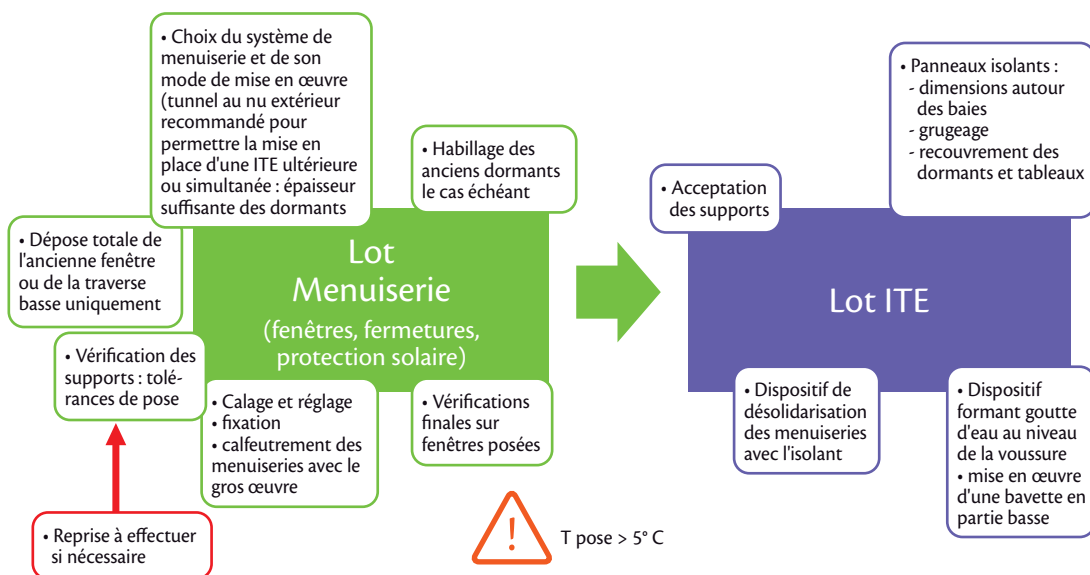 • Choix du système de
menuiserie et de son
mode de mise en œuvre
(tunnel au nu extérieur
recommandé pour
permettre la mise en
place d'une ITE ultérieure
ou simultanée : épaisseur
suffisante des dormants
• Habillage des
anciens dormants
le cas échéant
• Dépose totale de
l'ancienne fenêtre
ou de la traverse
basse uniquement
Lot
Menuiserie
(fenêtres, fermetures,
protection solaire)
• Vérification des
supports : tolé-
rances de pose
• Calage et réglage
• fixation
• calfeutrement des
menuiseries avec le
gros œuvre
• Vérifications
finales sur
fenêtres posées
• Reprise à effectuer
si nécessaire
! T pose > 5° C
• Panneaux isolants :
- dimensions autour
des baies
- grugeage
- recouvrement des
dormants et tableaux
• Acceptation
des supports
Lot ITE
• Dispositif de
désolidarisation
des menuiseries
avec l'isolant
• Dispositif
formant goutte
d'eau au niveau
de la voussure
• mise en œuvre
d'une bavette en
partie basse